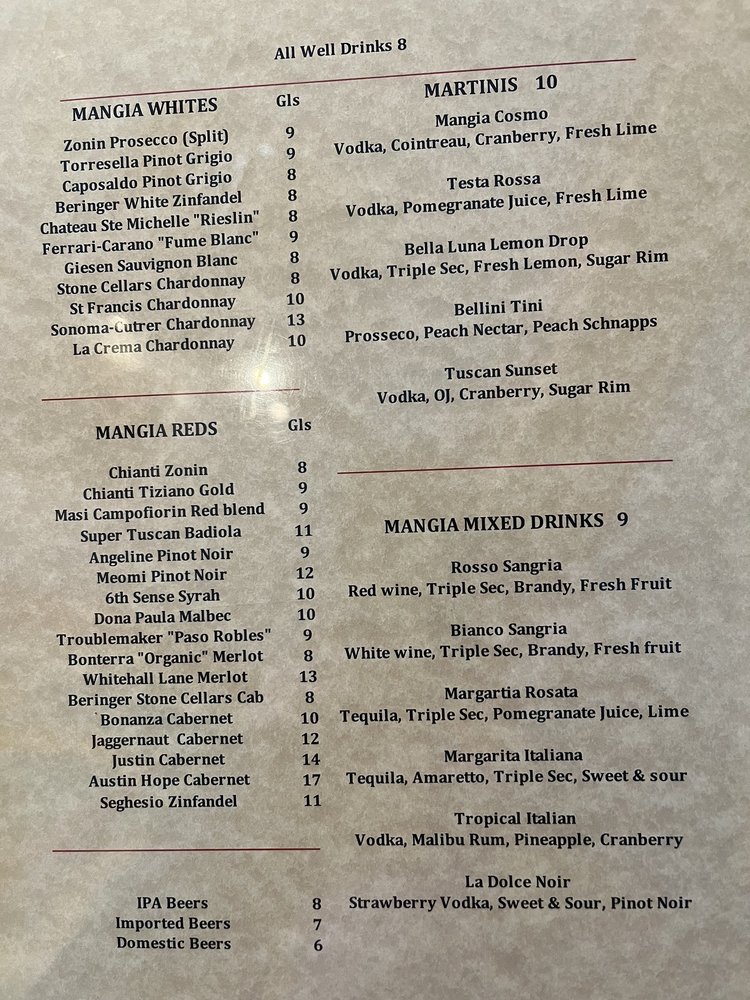 All Well Drinks 8
MANGIA WHITES Gls
Zonin Prosecco (Split) 9
Torresella Pinot Grigio 9
Caposaldo Pinot Grigio 8
Beringer White Zinfandel 8
Chateau Ste Michelle "Rieslin" 8
Ferrari-Carano "Fume Blanc" 9
Giesen Sauvignon Blanc 8
Stone Cellars Chardonnay 8
St Francis Chardonnay 10
Sonoma-Cutrer Chardonnay 13
La Crema Chardonnay 10
MANGIA REDS Gls
Chianti Zonin 8
Chianti Tiziano Gold 9
Masi Campofiorin Red blend 9
Super Tuscan Badiola 11
Angeline Pinot Noir 9
Meomi Pinot Noir 12
6th Sense Syrah 10
Dona Paula Malbec 10
Troublemaker "Paso Robles" 9
Bonterra "Organic" Merlot 8
Whitehall Lane Merlot 13
Beringer Stone Cellars Cab 8
`Bonanza Cabernet 10
Jaggernaut Cabernet 12
Justin Cabernet 14
Austin Hope Cabernet 17
Seghesio Zinfandel 11
IPA Beers 8
Imported Beers 7
Domestic Beers 6
MARTINIS 10
Mangia Cosmo
Vodka, Cointreau, Cranberry, Fresh Lime
Testa Rossa
Vodka, Pomegranate Juice, Fresh Lime
Bella Luna Lemon Drop
Vodka, Triple Sec, Fresh Lemon, Sugar Rim
Bellini Tini
Prosseco, Peach Nectar, Peach Schnapps
Tuscan Sunset
Vodka, OJ, Cranberry, Sugar Rim
MANGIA MIXED DRINKS 9
Rosso Sangria
Red wine, Triple Sec, Brandy, Fresh Fruit
Bianco Sangria
White wine, Triple Sec, Brandy, Fresh fruit
Margartia Rosata
Tequila, Triple Sec, Pomegranate Juice, Lime
Margarita Italiana
Tequila, Amaretto, Triple Sec, Sweet & sour
Tropical Italian
Vodka, Malibu Rum, Pineapple, Cranberry
La Dolce Noir
Strawberry Vodka, Sweet & Sour, Pinot Noir